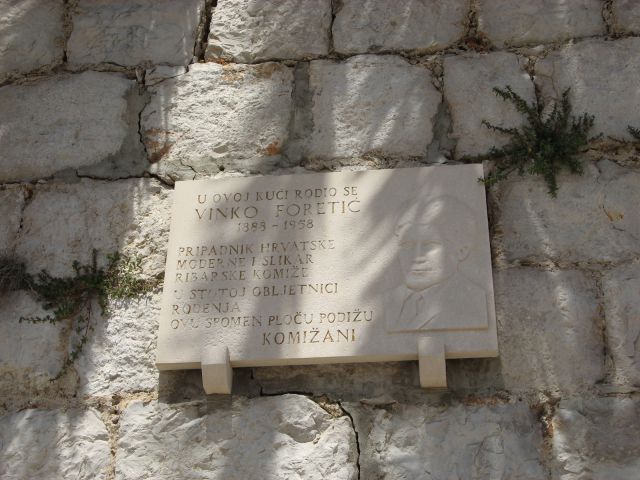 U OVOJ KUĆI RODIO SE
VINKO FORETIĆ
1888 - 1958
PRIPADNIK HRVATSKE
MODERNE I SLIKAR
RIBARSKE KOMIŽE
U STOTOJ OBLJETNICI
ROĐENJA
OVU SPOMEN PLOČU PODIŽU
KOMIŽANI